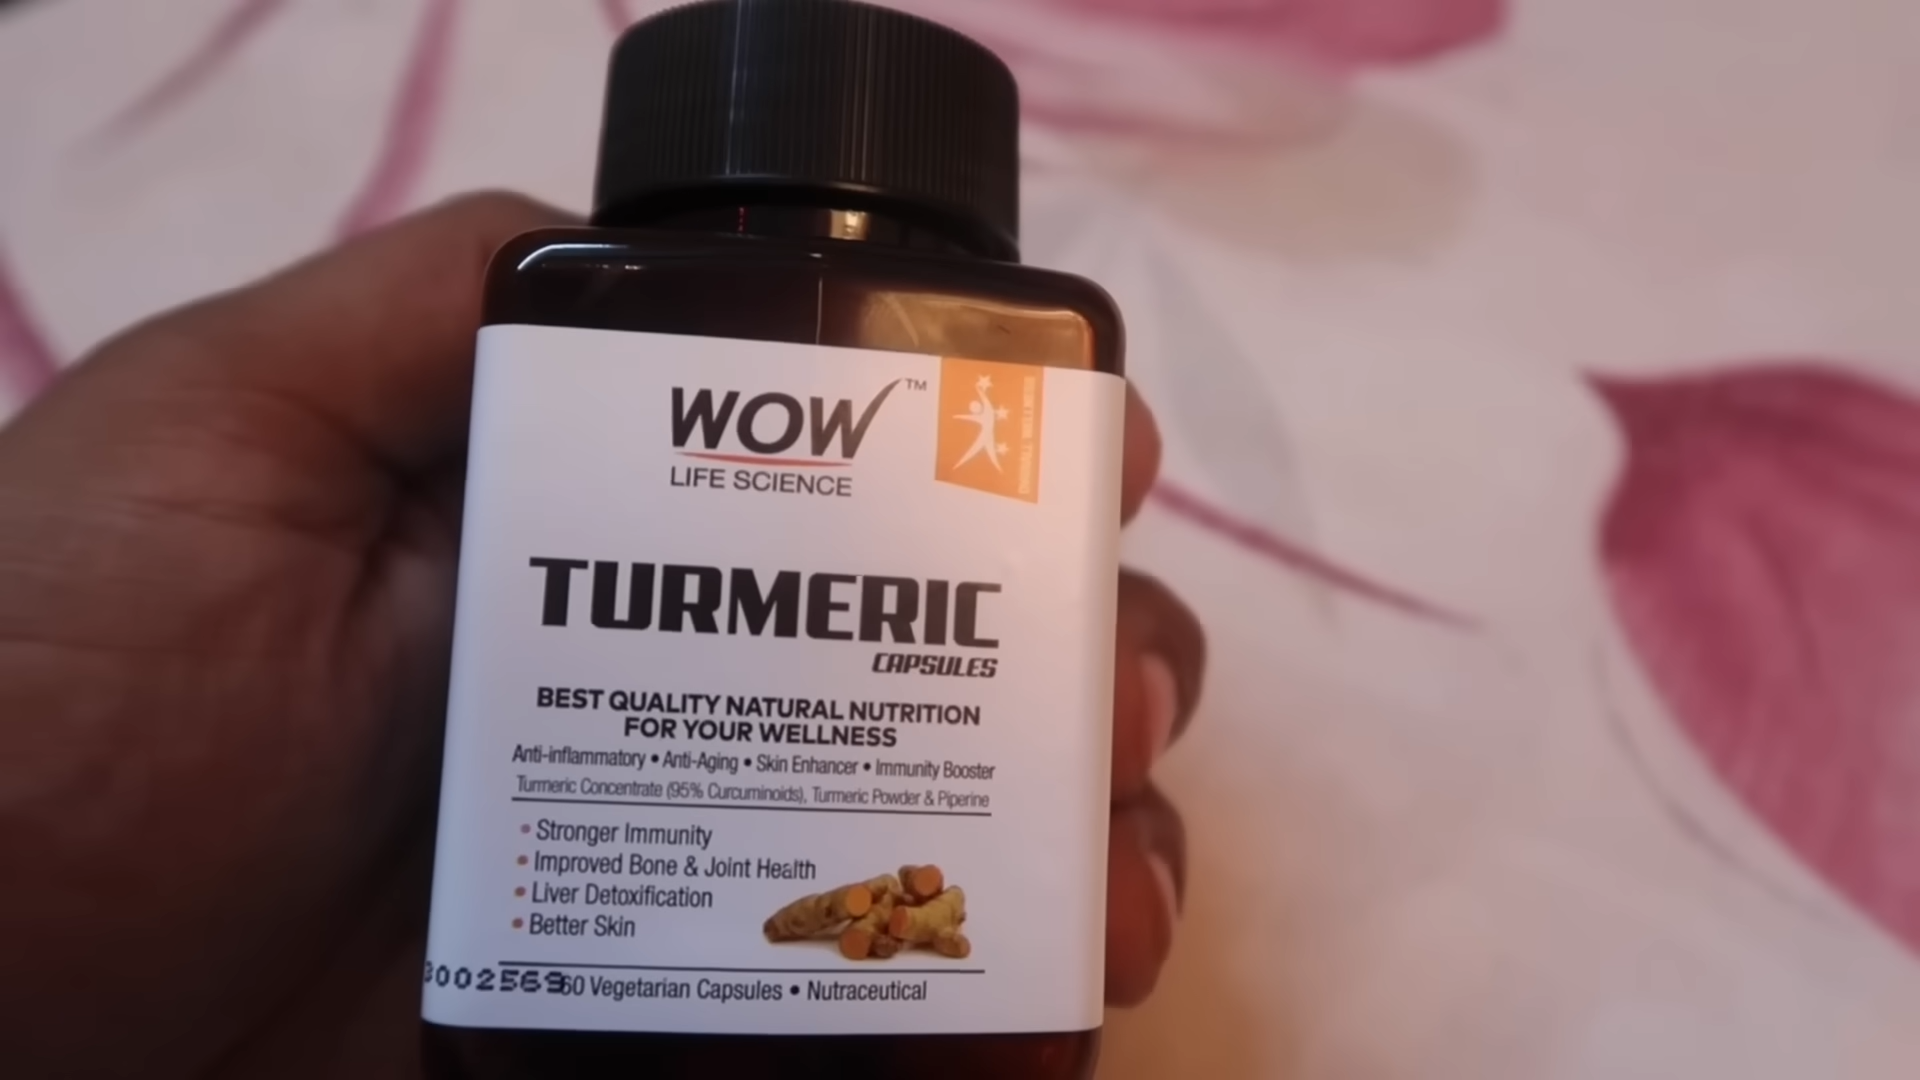 WOW™
LIFE SCIENCE
TURMERIC
CAPSULES
BEST QUALITY NATURAL NUTRITION
FOR YOUR WELLNESS
Anti-inflammatory • Anti-Aging • Skin Enhancer • Immunity Booster
Turmeric Concentrate (95% Curcuminoids), Turmeric Powder & Piperine
• Stronger Immunity
• Improved Bone & Joint Health
• Liver Detoxification
• Better Skin
002569
60 Vegetarian Capsules • Nutraceutical